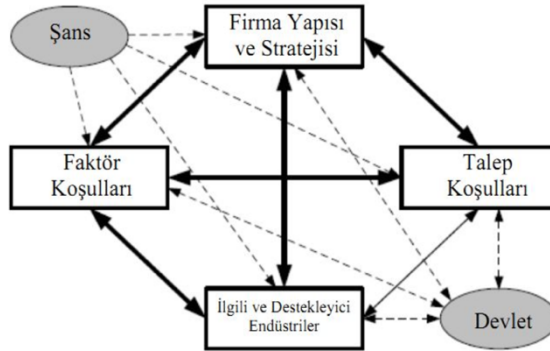 Şans
Firma Yapısı
ve Stratejisi
Faktör
Koşulları
Talep
Koşulları
İlgili ve Destekleyici
Endüstriler
Devlet